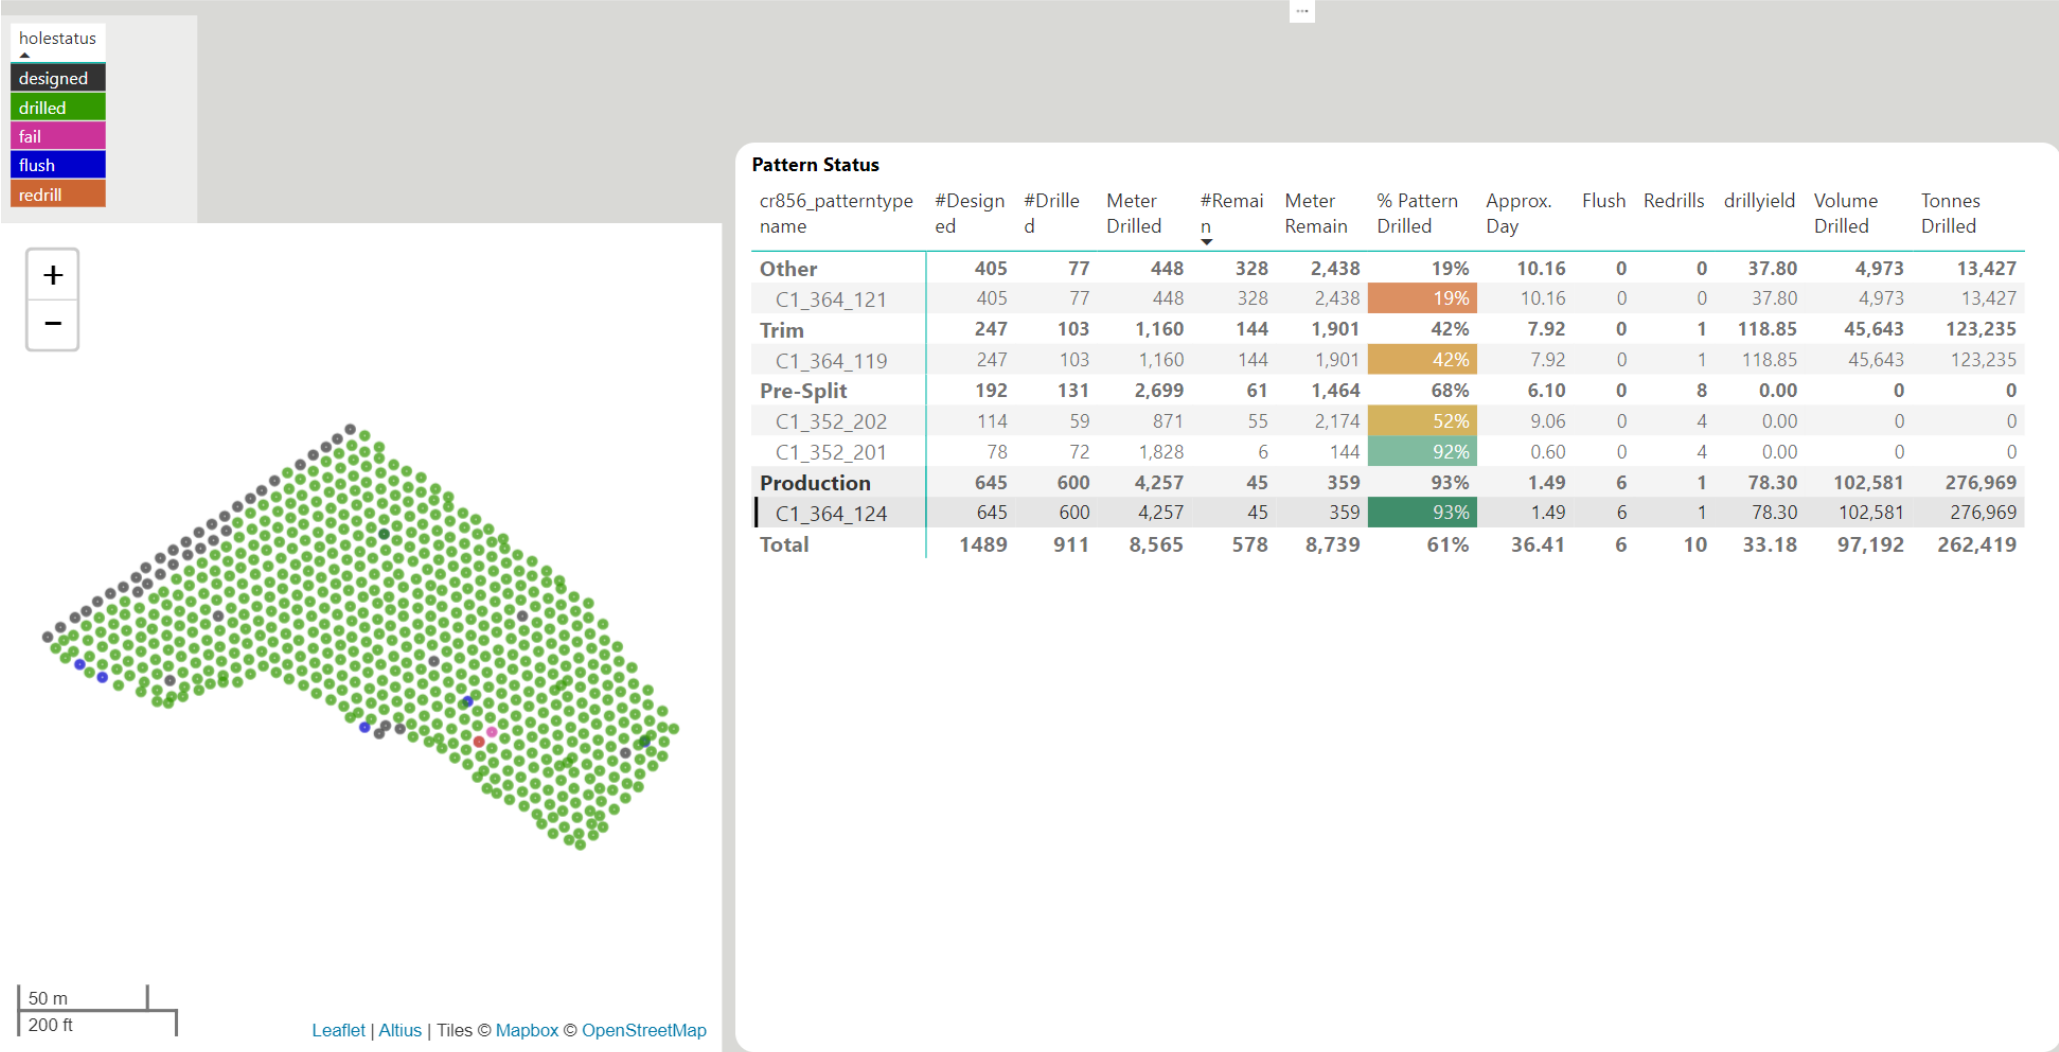 holestatus
designed
drilled
fail
flush
redrill
+
−
50 m
200 ft
Leaflet | Altius | Tiles © Mapbox © OpenStreetMap
Pattern Status
cr856_patterntype #Design #Drille Meter #Remai Meter % Pattern Approx. Flush Redrills drillyield Volume Tonnes
name ed d Drilled n Remain Drilled Day Drilled Drilled
Other 405 77 448 328 2,438 19% 10.16 0 0 37.80 4,973 13,427
C1_364_121 405 77 448 328 2,438 19% 10.16 0 0 37.80 4,973 13,427
Trim 247 103 1,160 144 1,901 42% 7.92 0 1 118.85 45,643 123,235
C1_364_119 247 103 1,160 144 1,901 42% 7.92 0 1 118.85 45,643 123,235
Pre-Split 192 131 2,699 61 1,464 68% 6.10 0 8 0.00 0 0
C1_352_202 114 59 871 55 2,174 52% 9.06 0 4 0.00 0 0
C1_352_201 78 72 1,828 6 144 92% 0.60 0 4 0.00 0 0
Production 645 600 4,257 45 359 93% 1.49 6 1 78.30 102,581 276,969
C1_364_124 645 600 4,257 45 359 93% 1.49 6 1 78.30 102,581 276,969
Total 1489 911 8,565 578 8,739 61% 36.41 6 10 33.18 97,192 262,419